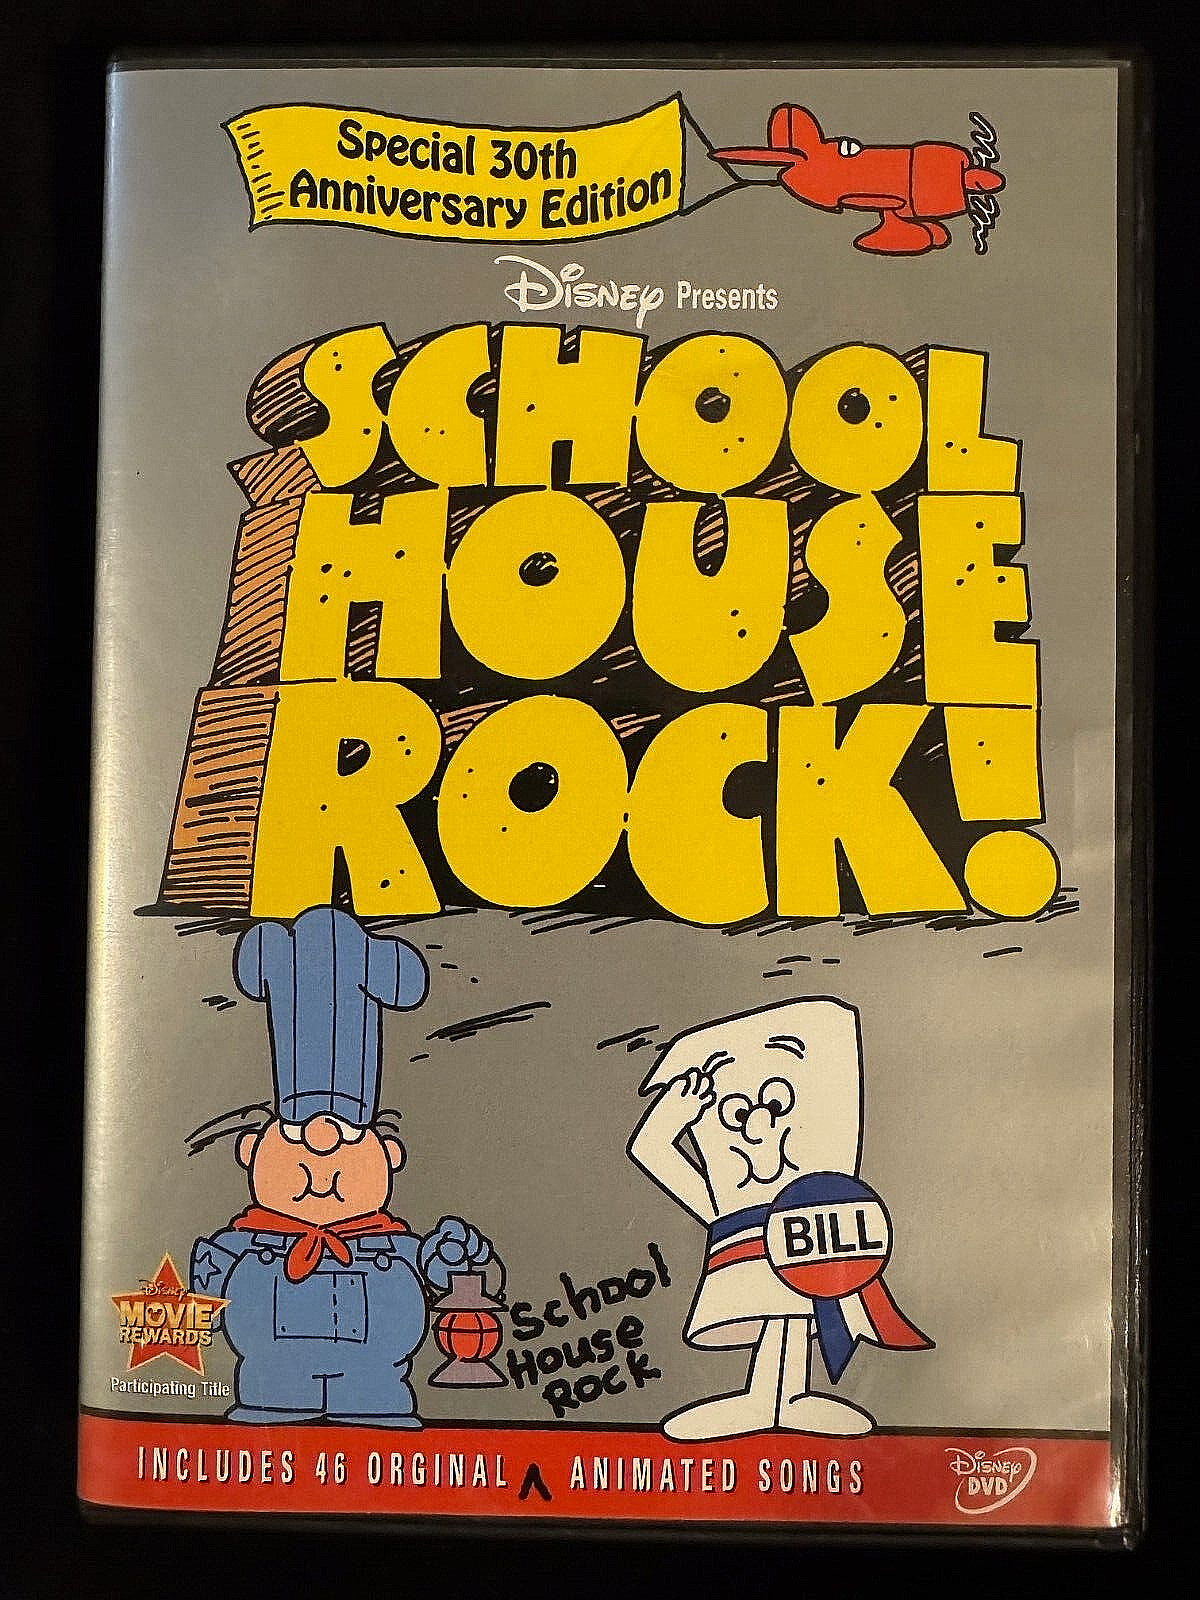 Special 30th
Anniversary Edition
Disney Presents
SCHOOL
HOUSE
ROCK!
BILL
School
House
Rock
Disney
MOVIE
REWARDS
Participating Title
INCLUDES 46 ORGINAL ^ ANIMATED SONGS
Disney
DVD